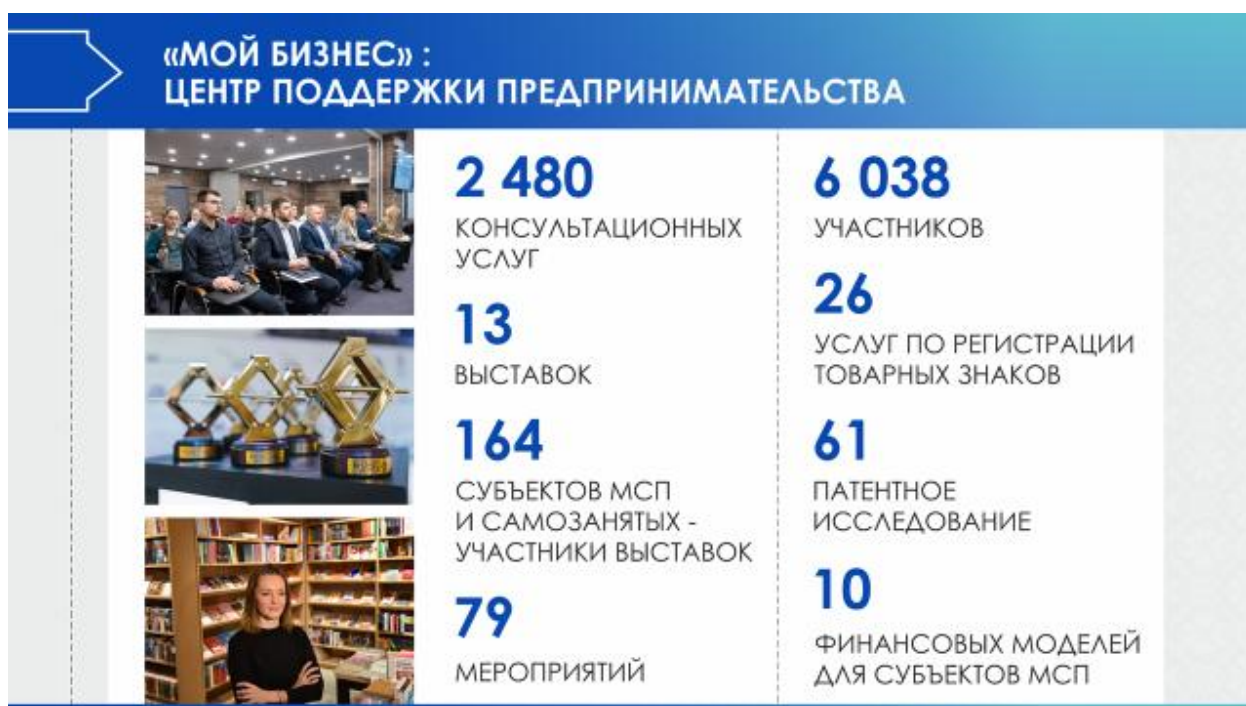 «МОЙ БИЗНЕС» :
ЦЕНТР ПОДДЕРЖКИ ПРЕДПРИНИМАТЕЛЬСТВА
2 480
КОНСУЛЬТАЦИОННЫХ
УСЛУГ
13
ВЫСТАВОК
164
СУБЪЕКТОВ МСП
И САМОЗАНЯТЫХ -
УЧАСТНИКИ ВЫСТАВОК
79
МЕРОПРИЯТИЙ
6 038
УЧАСТНИКОВ
26
УСЛУГ ПО РЕГИСТРАЦИИ
ТОВАРНЫХ ЗНАКОВ
61
ПАТЕНТНОЕ
ИССЛЕДОВАНИЕ
10
ФИНАНСОВЫХ МОДЕЛЕЙ
ДЛЯ СУБЪЕКТОВ МСП